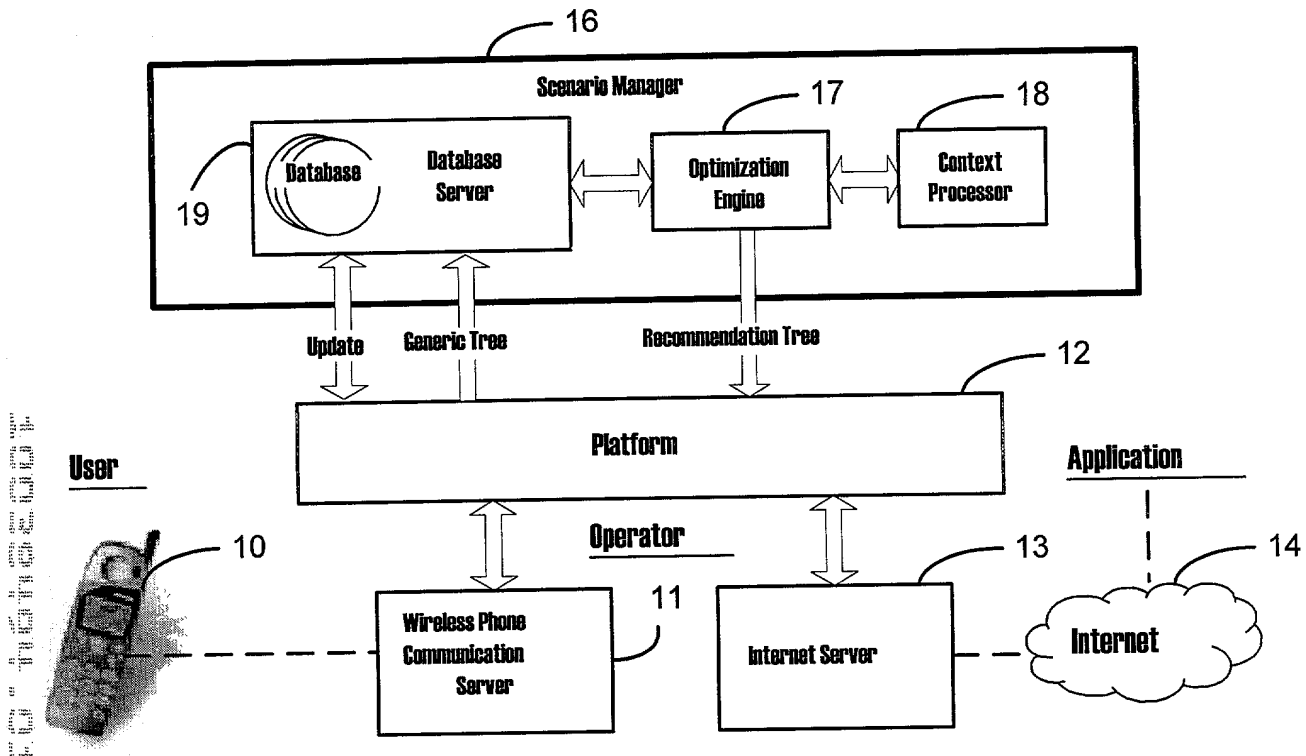 16
Scenario Manager
17
18
19
Database
Database
Server
Optimization
Engine
Context
Processor
Update
Generic Tree
Recommendation Tree
12
Platform
User
Application
10
Operator
13
14
11
Wireless Phone
Communication
Server
Internet Server
Internet